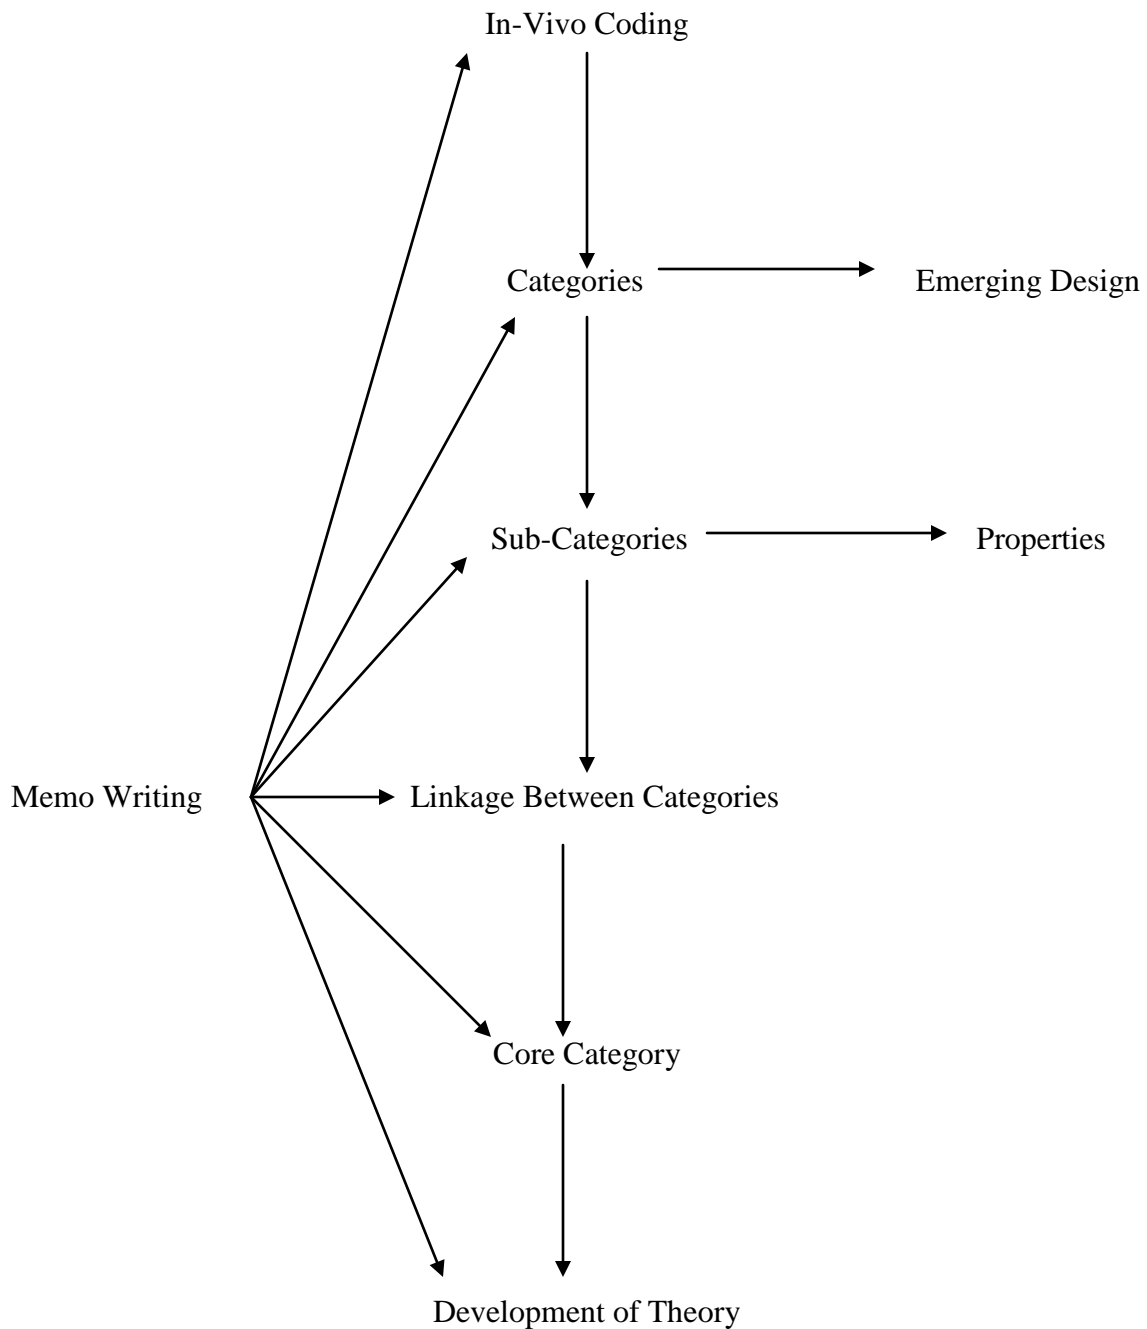 In-Vivo Coding
Categories
Emerging Design
Sub-Categories
Properties
Memo Writing
Linkage Between Categories
Core Category
Development of Theory